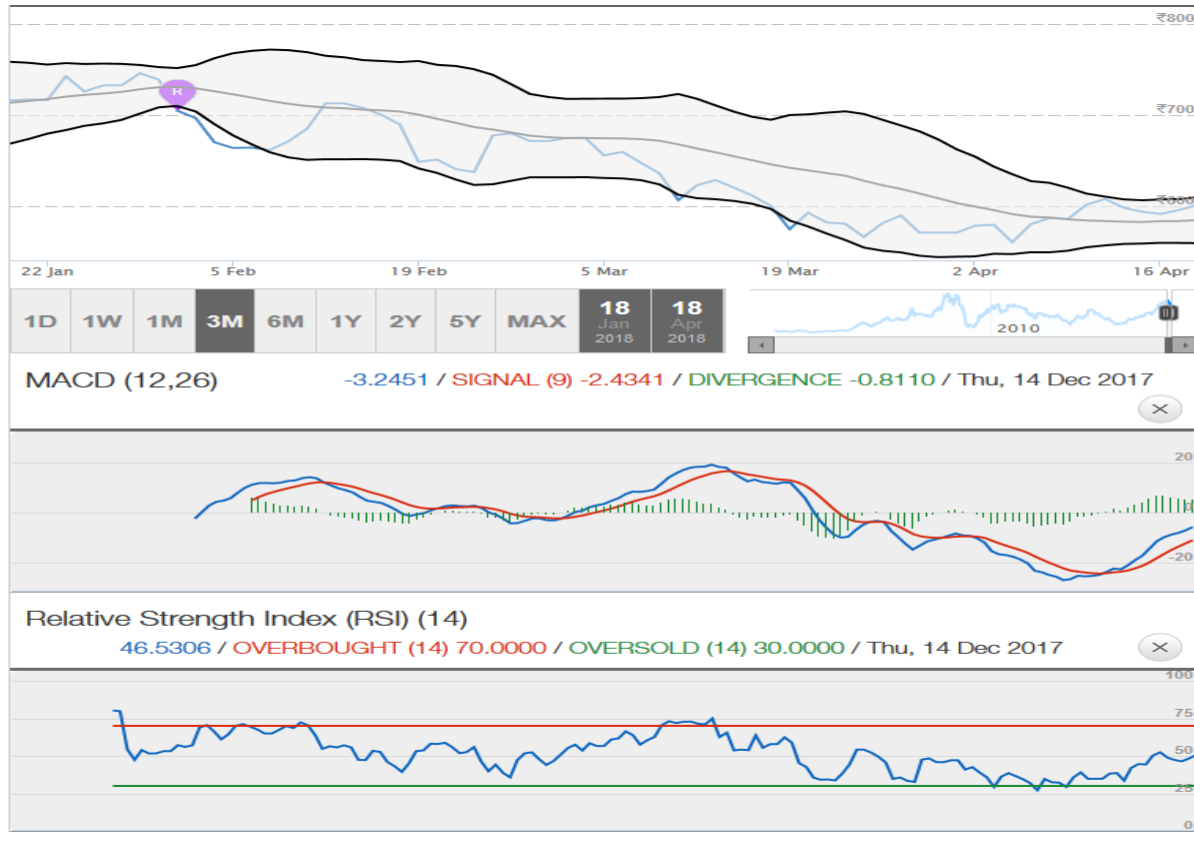 ₹800
R
₹700
₹600
22 Jan 5 Feb 19 Feb 5 Mar 19 Mar 2 Apr 16 Apr
1D 1W 1M 3M 6M 1Y 2Y 5Y MAX 18 Jan 2018 18 Apr 2018
2010
MACD (12,26) -3.2451 / SIGNAL (9) -2.4341 / DIVERGENCE -0.8110 / Thu, 14 Dec 2017
20
0
-20
Relative Strength Index (RSI) (14)
46.5306 / OVERBOUGHT (14) 70.0000 / OVERSOLD (14) 30.0000 / Thu, 14 Dec 2017
100
75
50
25
0